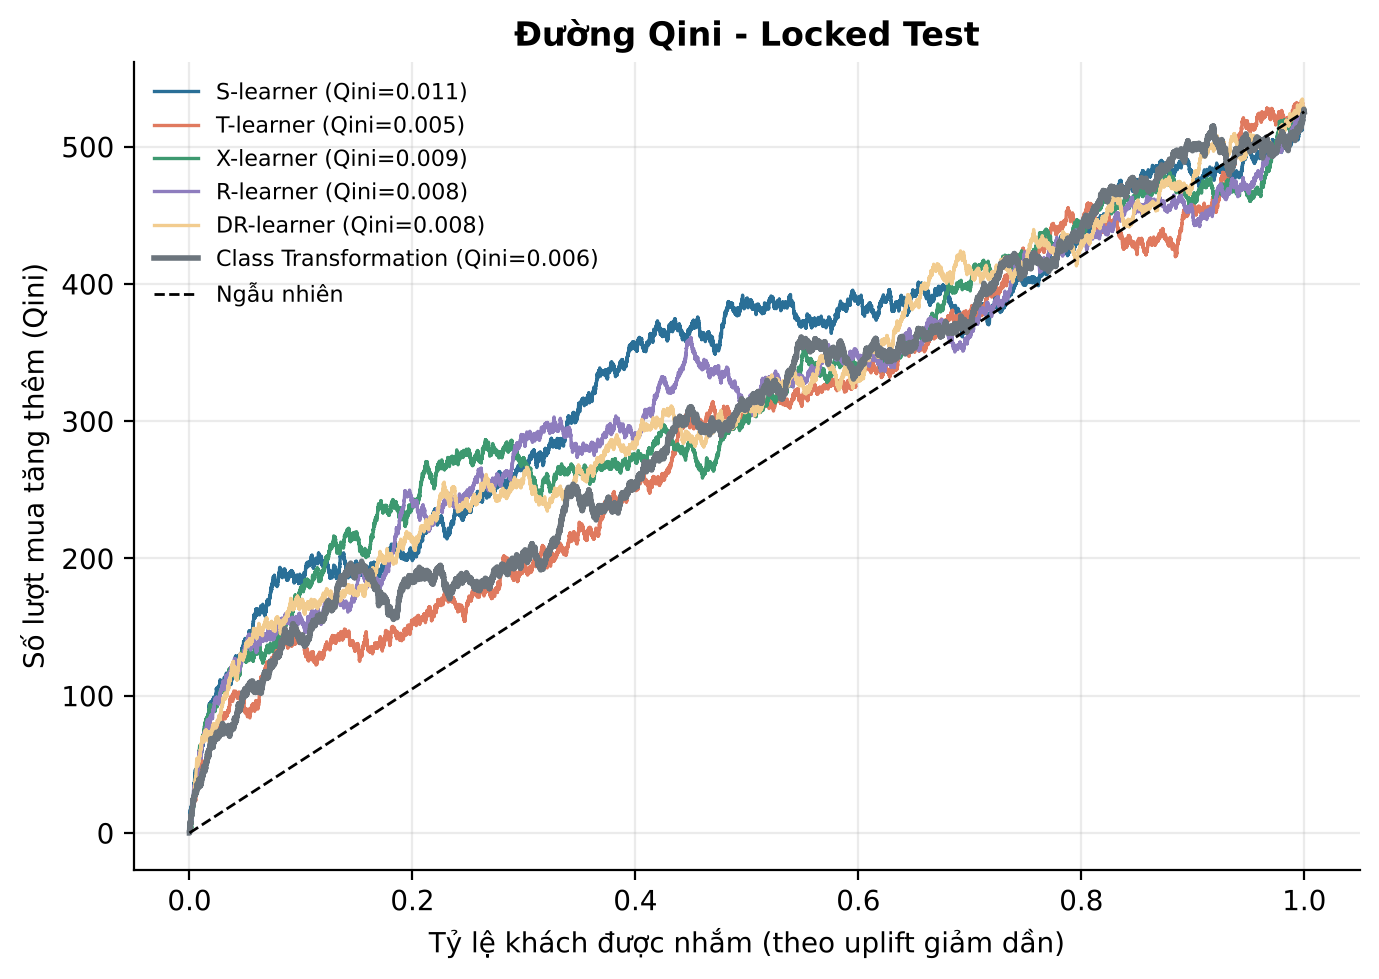 Đường Qini - Locked Test
S-learner (Qini=0.011)
T-learner (Qini=0.005)
X-learner (Qini=0.009)
R-learner (Qini=0.008)
DR-learner (Qini=0.008)
Class Transformation (Qini=0.006)
Ngẫu nhiên
Số lượt mua tăng thêm (Qini)
500
400
300
200
100
0
0.0 0.2 0.4 0.6 0.8 1.0
Tỷ lệ khách được nhắm (theo uplift giảm dần)